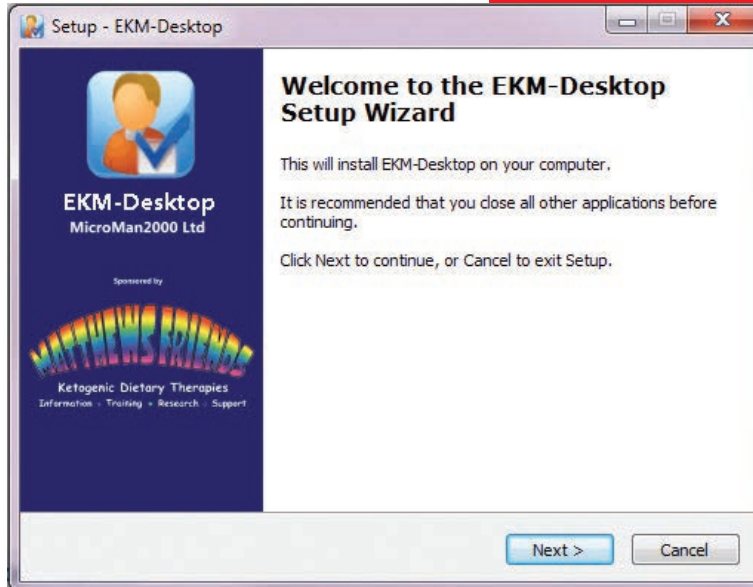 Setup - EKM-Desktop
EKM-Desktop
MicroMan2000 Ltd
Sponsored by
MATTHEWS FRIENDS
Ketogenic Dietary Therapies
Information - Training - Research - Support
Welcome to the EKM-Desktop
Setup Wizard
This will install EKM-Desktop on your computer.
It is recommended that you close all other applications before
continuing.
Click Next to continue, or Cancel to exit Setup.
Next >
Cancel